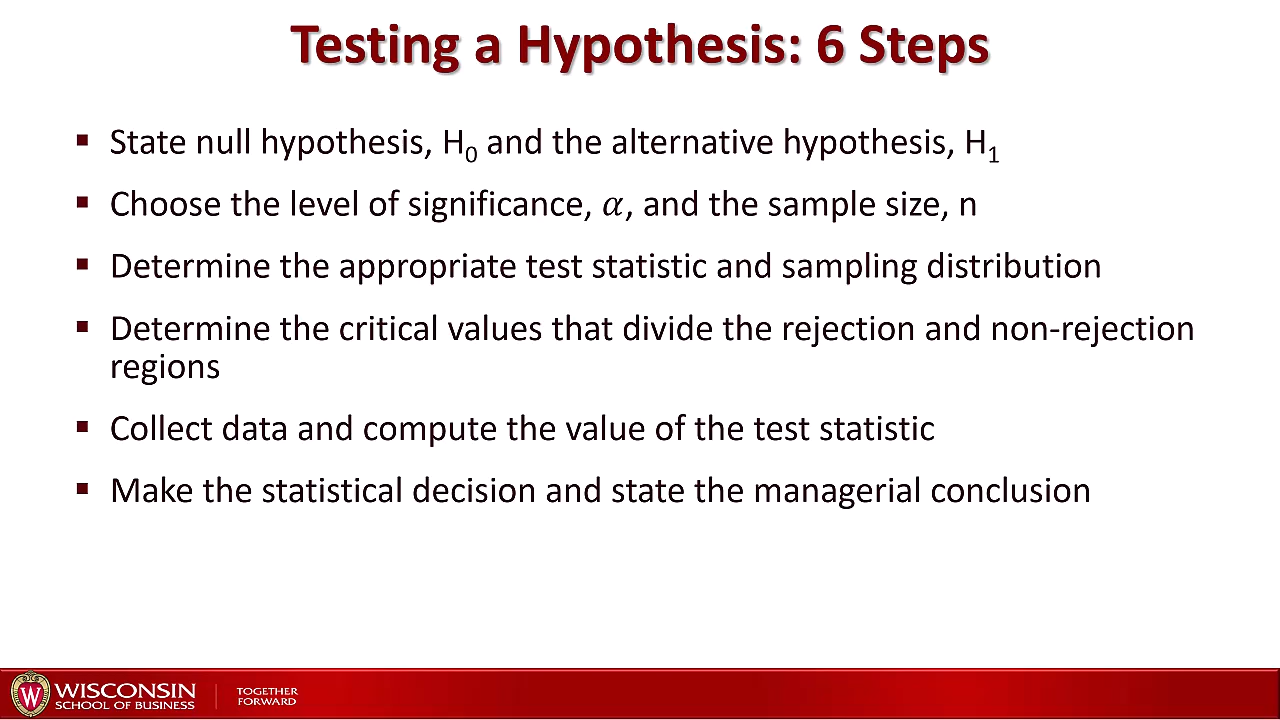 Testing a Hypothesis: 6 Steps
▪ State null hypothesis, H₀ and the alternative hypothesis, H₁
▪ Choose the level of significance, 𝛼, and the sample size, n
▪ Determine the appropriate test statistic and sampling distribution
▪ Determine the critical values that divide the rejection and non-rejection
regions
▪ Collect data and compute the value of the test statistic
▪ Make the statistical decision and state the managerial conclusion
W
WISCONSIN
SCHOOL OF BUSINESS
TOGETHER
FORWARD